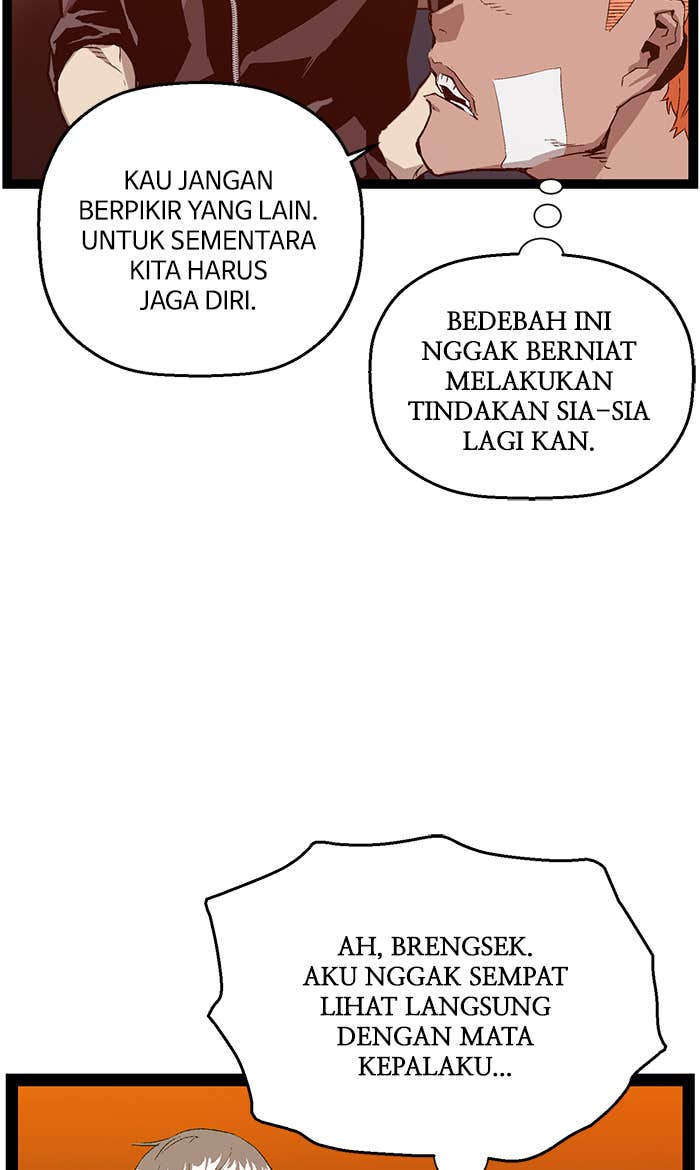 KAU JANGAN
BERPIKIR YANG LAIN.
UNTUK SEMENTARA
KITA HARUS
JAGA DIRI.
BEDEBAH INI
NGGAK BERNIAT
MELAKUKAN
TINDAKAN SIA-SIA
LAGI KAN.
AH, BRENGSEK.
AKU NGGAK SEMPAT
LIHAT LANGSUNG
DENGAN MATA
KEPALAKU...